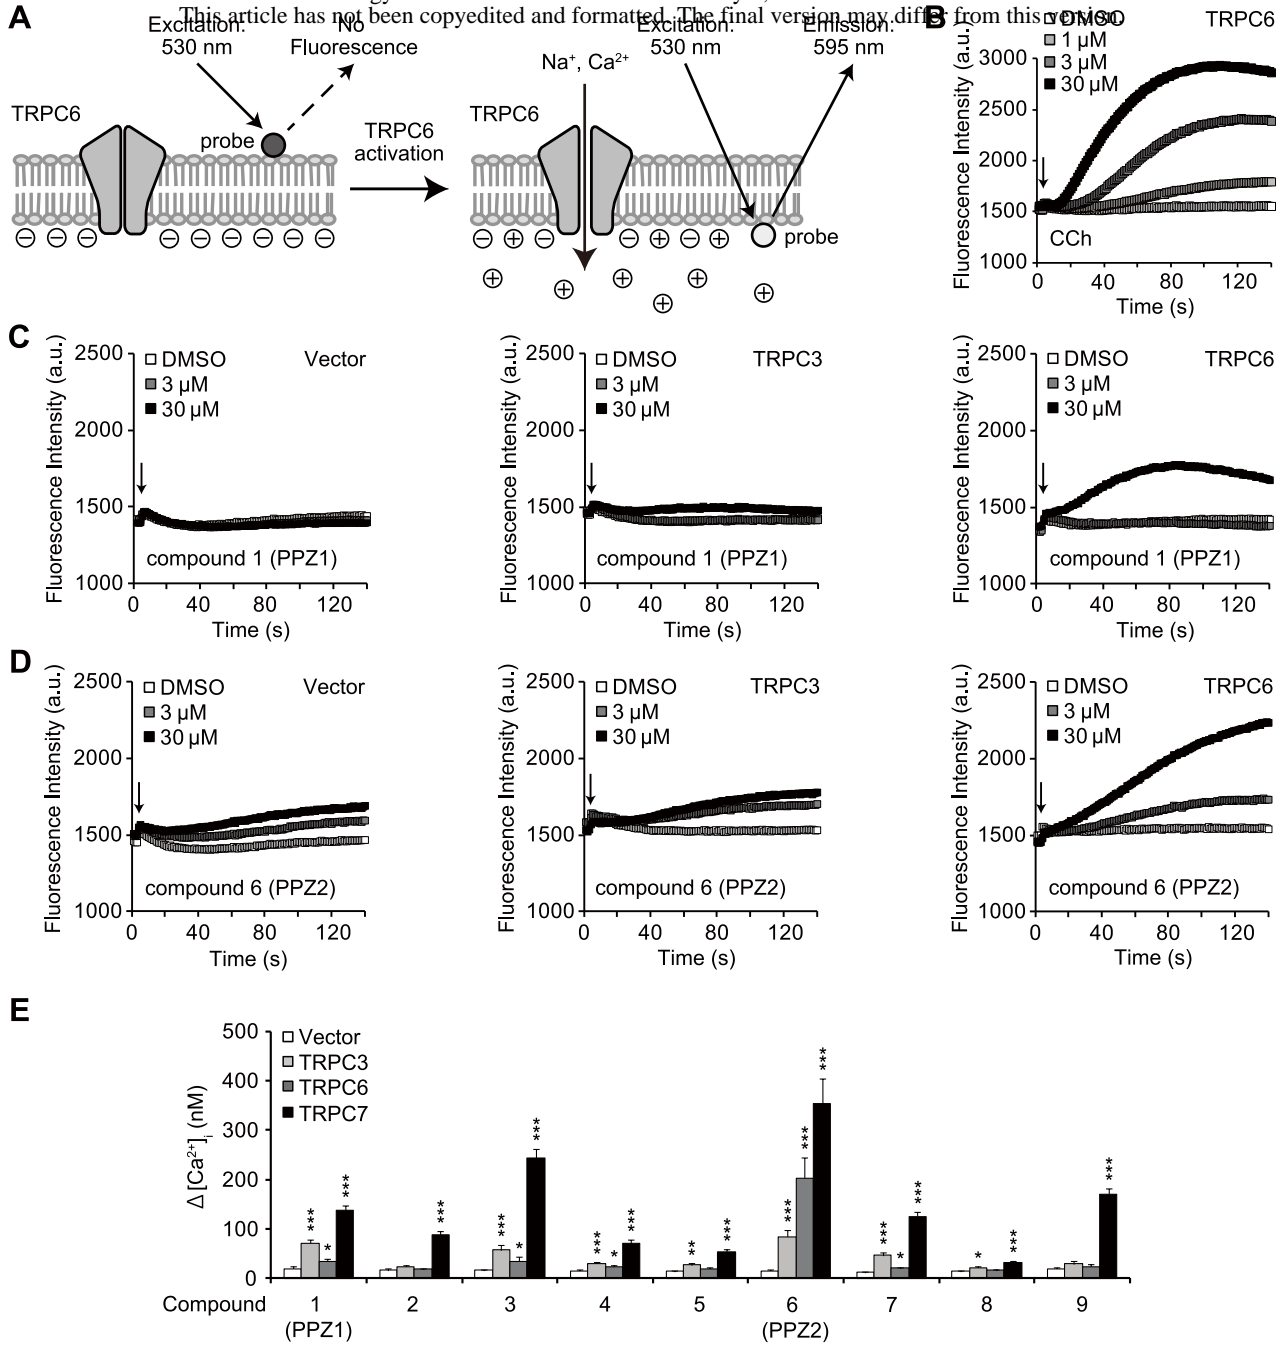 This article has not been copyedited and formatted. The final version may differ from this version.
A
Excitation:
530 nm
No
Fluorescence
TRPC6
probe
TRPC6
activation
Na⁺, Ca²⁺
Excitation:
530 nm
Emission:
595 nm
TRPC6
probe
B
DMSO
1 µM
3 µM
30 µM
TRPC6
Fluorescence Intensity (a.u.)
3000
2500
2000
1500
1000
CCh
0 40 80 120
Time (s)
C
Fluorescence Intensity (a.u.)
2500
2000
1500
1000
DMSO
3 µM
30 µM
Vector
compound 1 (PPZ1)
0 40 80 120
Time (s)
Fluorescence Intensity (a.u.)
2500
2000
1500
1000
DMSO
3 µM
30 µM
TRPC3
compound 1 (PPZ1)
0 40 80 120
Time (s)
Fluorescence Intensity (a.u.)
2500
2000
1500
1000
DMSO
3 µM
30 µM
TRPC6
compound 1 (PPZ1)
0 40 80 120
Time (s)
D
Fluorescence Intensity (a.u.)
2500
2000
1500
1000
DMSO
3 µM
30 µM
Vector
compound 6 (PPZ2)
0 40 80 120
Time (s)
Fluorescence Intensity (a.u.)
2500
2000
1500
1000
DMSO
3 µM
30 µM
TRPC3
compound 6 (PPZ2)
0 40 80 120
Time (s)
Fluorescence Intensity (a.u.)
2500
2000
1500
1000
DMSO
3 µM
30 µM
TRPC6
compound 6 (PPZ2)
0 40 80 120
Time (s)
E
Δ [Ca²⁺]ᵢ (nM)
500
400
300
200
100
0
Vector
TRPC3
TRPC6
TRPC7
*** * ***
***
*** * ***
*** * ***
** ***
*** *** ***
*** * ***
* ***
***
Compound 1 2 3 4 5 6 7 8 9
(PPZ1) (PPZ2)